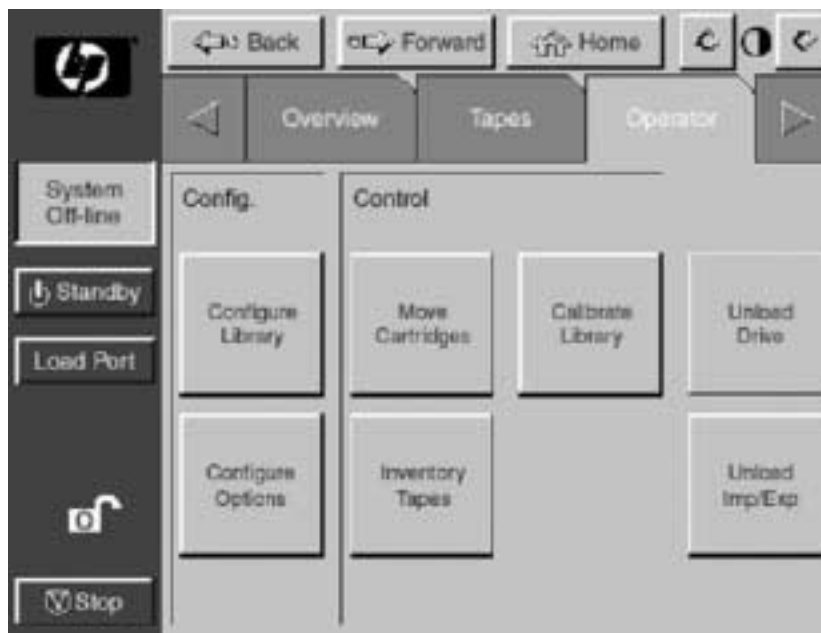 hp
Back
Forward
Home
Overview
Tapes
Operator
System
Off-line
Standby
Load Port
Stop
Config.
Control
Configure
Library
Move
Cartridges
Calibrate
Library
Unload
Drive
Configure
Options
Inventory
Tapes
Unload
Imp/Exp